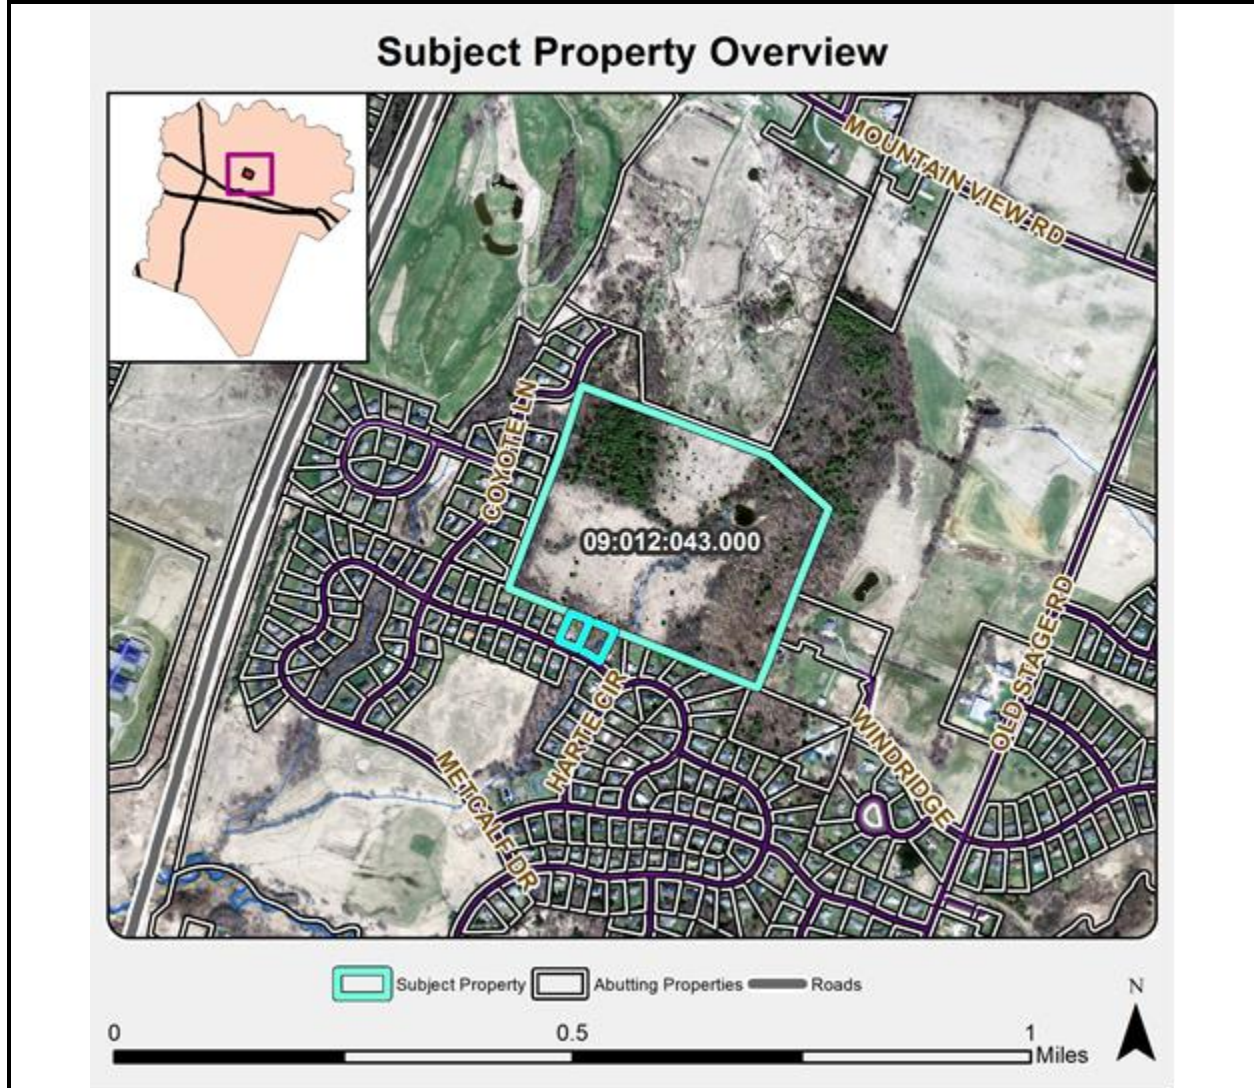 Subject Property Overview
MOUNTAIN VIEW RD
COYOTE LN
09:012:043.000
OLD STAGE RD
HARTE CIR
WINDRIDGE
METCALF DR
Subject Property
Abutting Properties
Roads
N
0
0.5
1
Miles